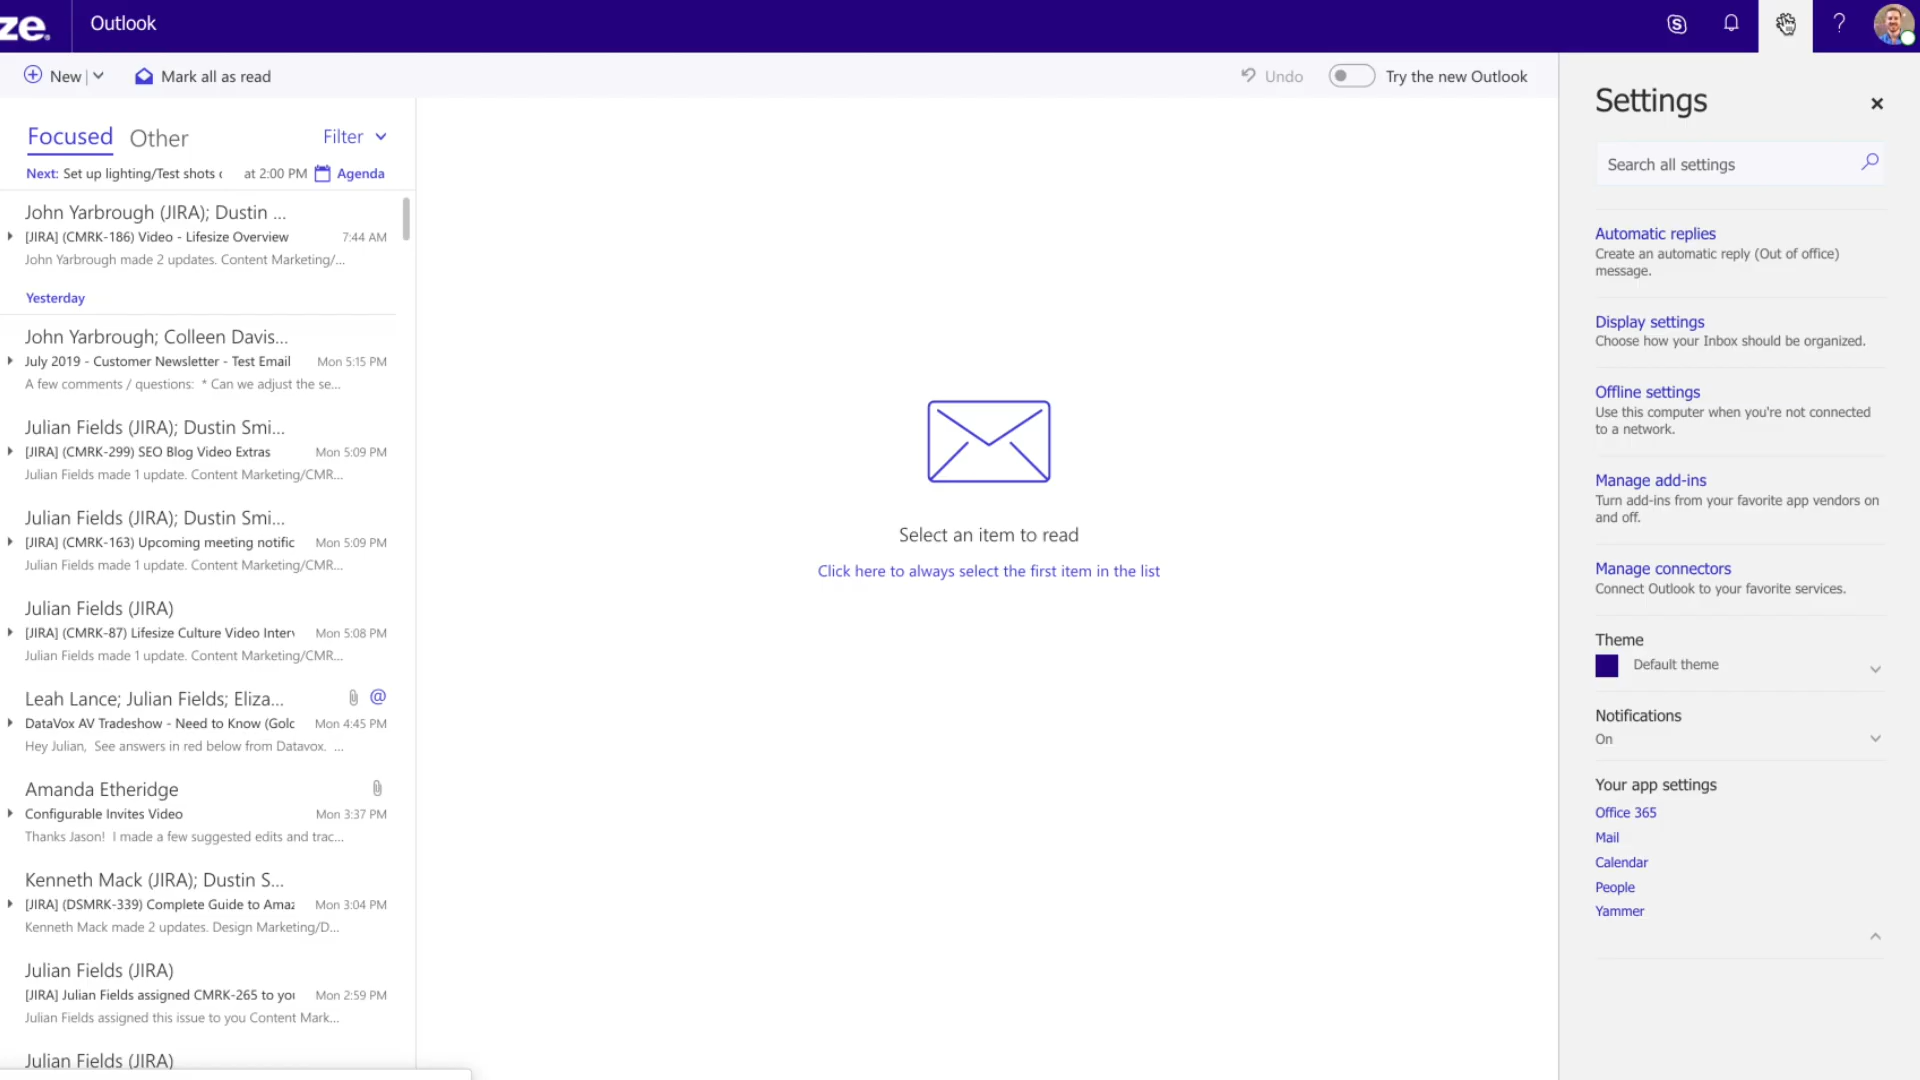 ze.
Outlook
New
Mark all as read
Undo
Try the new Outlook
Focused
Other
Filter
Next: Set up lighting/Test shots
at 2:00 PM
Agenda
John Yarbrough (JIRA); Dustin ...
[JIRA] (CMRK-186) Video - Lifesize Overview
7:44 AM
John Yarbrough made 2 updates. Content Marketing/...
Yesterday
John Yarbrough; Colleen Davis...
July 2019 - Customer Newsletter - Test Email
Mon 5:15 PM
A few comments / questions: * Can we adjust the se...
Julian Fields (JIRA); Dustin Smi...
[JIRA] (CMRK-299) SEO Blog Video Extras
Mon 5:09 PM
Julian Fields made 1 update. Content Marketing/CMR...
Julian Fields (JIRA); Dustin Smi...
[JIRA] (CMRK-163) Upcoming meeting notific
Mon 5:09 PM
Julian Fields made 1 update. Content Marketing/CMR...
Julian Fields (JIRA)
[JIRA] (CMRK-87) Lifesize Culture Video Interv
Mon 5:08 PM
Julian Fields made 1 update. Content Marketing/CMR...
Leah Lance; Julian Fields; Eliza...
@
DataVox AV Tradeshow - Need to Know (Golc
Mon 4:45 PM
Hey Julian, See answers in red below from Datavox. ...
Amanda Etheridge
Configurable Invites Video
Mon 3:37 PM
Thanks Jason! I made a few suggested edits and trac...
Kenneth Mack (JIRA); Dustin S...
[JIRA] (DSMRK-339) Complete Guide to Amaz
Mon 3:04 PM
Kenneth Mack made 2 updates. Design Marketing/D...
Julian Fields (JIRA)
[JIRA] Julian Fields assigned CMRK-265 to you
Mon 2:59 PM
Julian Fields assigned this issue to you Content Mark...
Julian Fields (JIRA)
Select an item to read
Click here to always select the first item in the list
Settings
Search all settings
Automatic replies
Create an automatic reply (Out of office)
message.
Display settings
Choose how your Inbox should be organized.
Offline settings
Use this computer when you're not connected
to a network.
Manage add-ins
Turn add-ins from your favorite app vendors on
and off.
Manage connectors
Connect Outlook to your favorite services.
Theme
Default theme
Notifications
On
Your app settings
Office 365
Mail
Calendar
People
Yammer